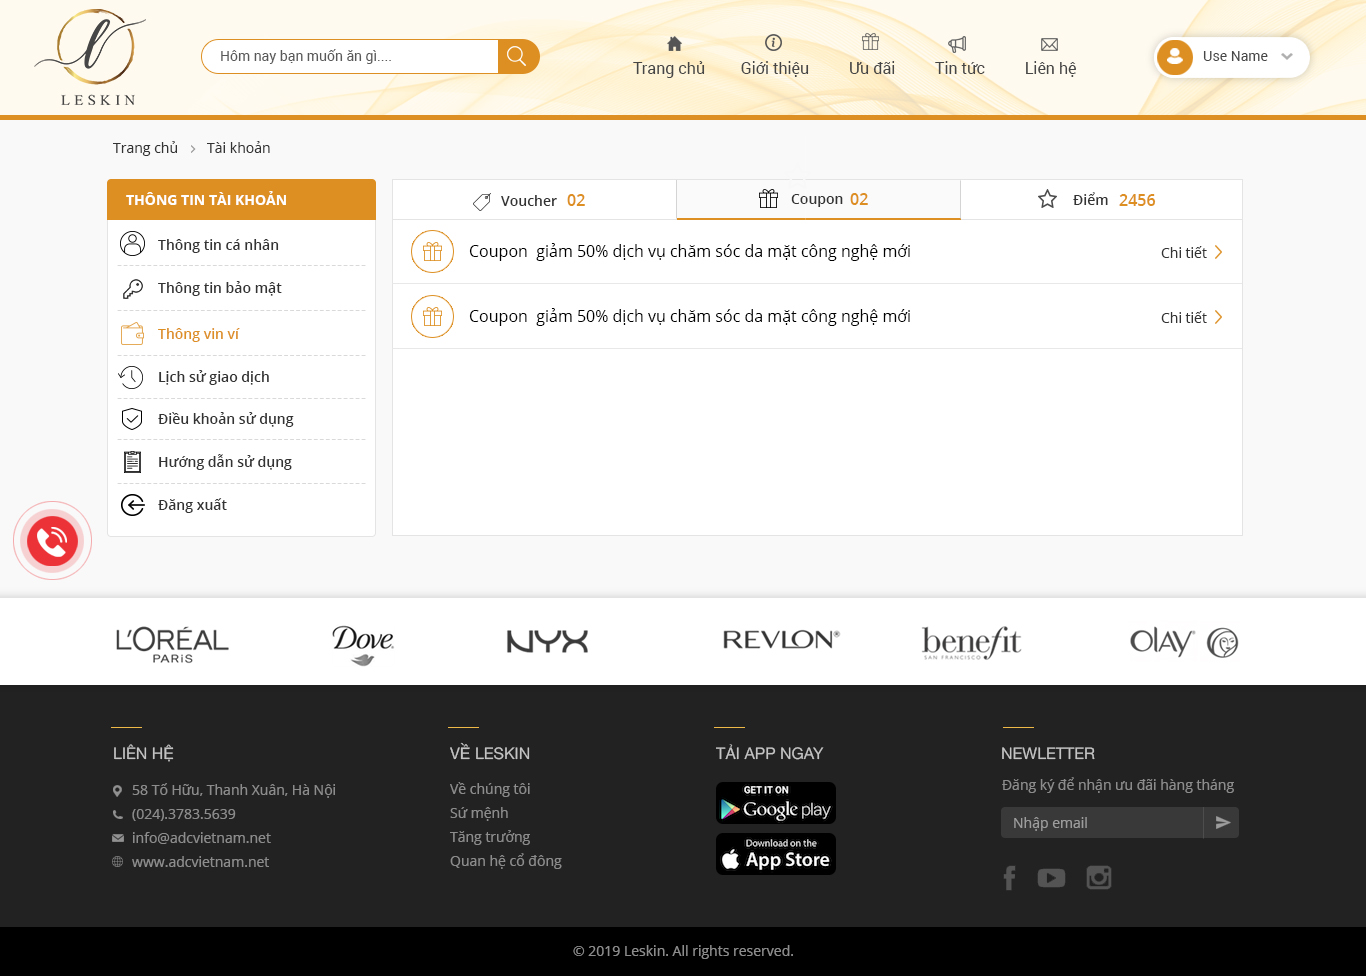 LESKIN
Hôm nay bạn muốn ăn gì....
Trang chủ
Giới thiệu
Ưu đãi
Tin tức
Liên hệ
Use Name
Trang chủ
Tài khoản
THÔNG TIN TÀI KHOẢN
Thông tin cá nhân
Thông tin bảo mật
Thông vin ví
Lịch sử giao dịch
Điều khoản sử dụng
Hướng dẫn sử dụng
Đăng xuất
Voucher 02
Coupon 02
Điểm 2456
Coupon giảm 50% dịch vụ chăm sóc da mặt công nghệ mới
Chi tiết
Coupon giảm 50% dịch vụ chăm sóc da mặt công nghệ mới
Chi tiết
L'ORÉAL
PARIS
Dove
NYX
REVLON®
benefit
SAN FRANCISCO
OLAY
LIÊN HỆ
58 Tố Hữu, Thanh Xuân, Hà Nội
(024).3783.5639
info@adcvietnam.net
www.adcvietnam.net
VỀ LESKIN
Về chúng tôi
Sứ mệnh
Tăng trưởng
Quan hệ cổ đông
TẢI APP NGAY
GET IT ON
Google play
Download on the
App Store
NEWLETTER
Đăng ký để nhận ưu đãi hàng tháng
Nhập email
© 2019 Leskin. All rights reserved.